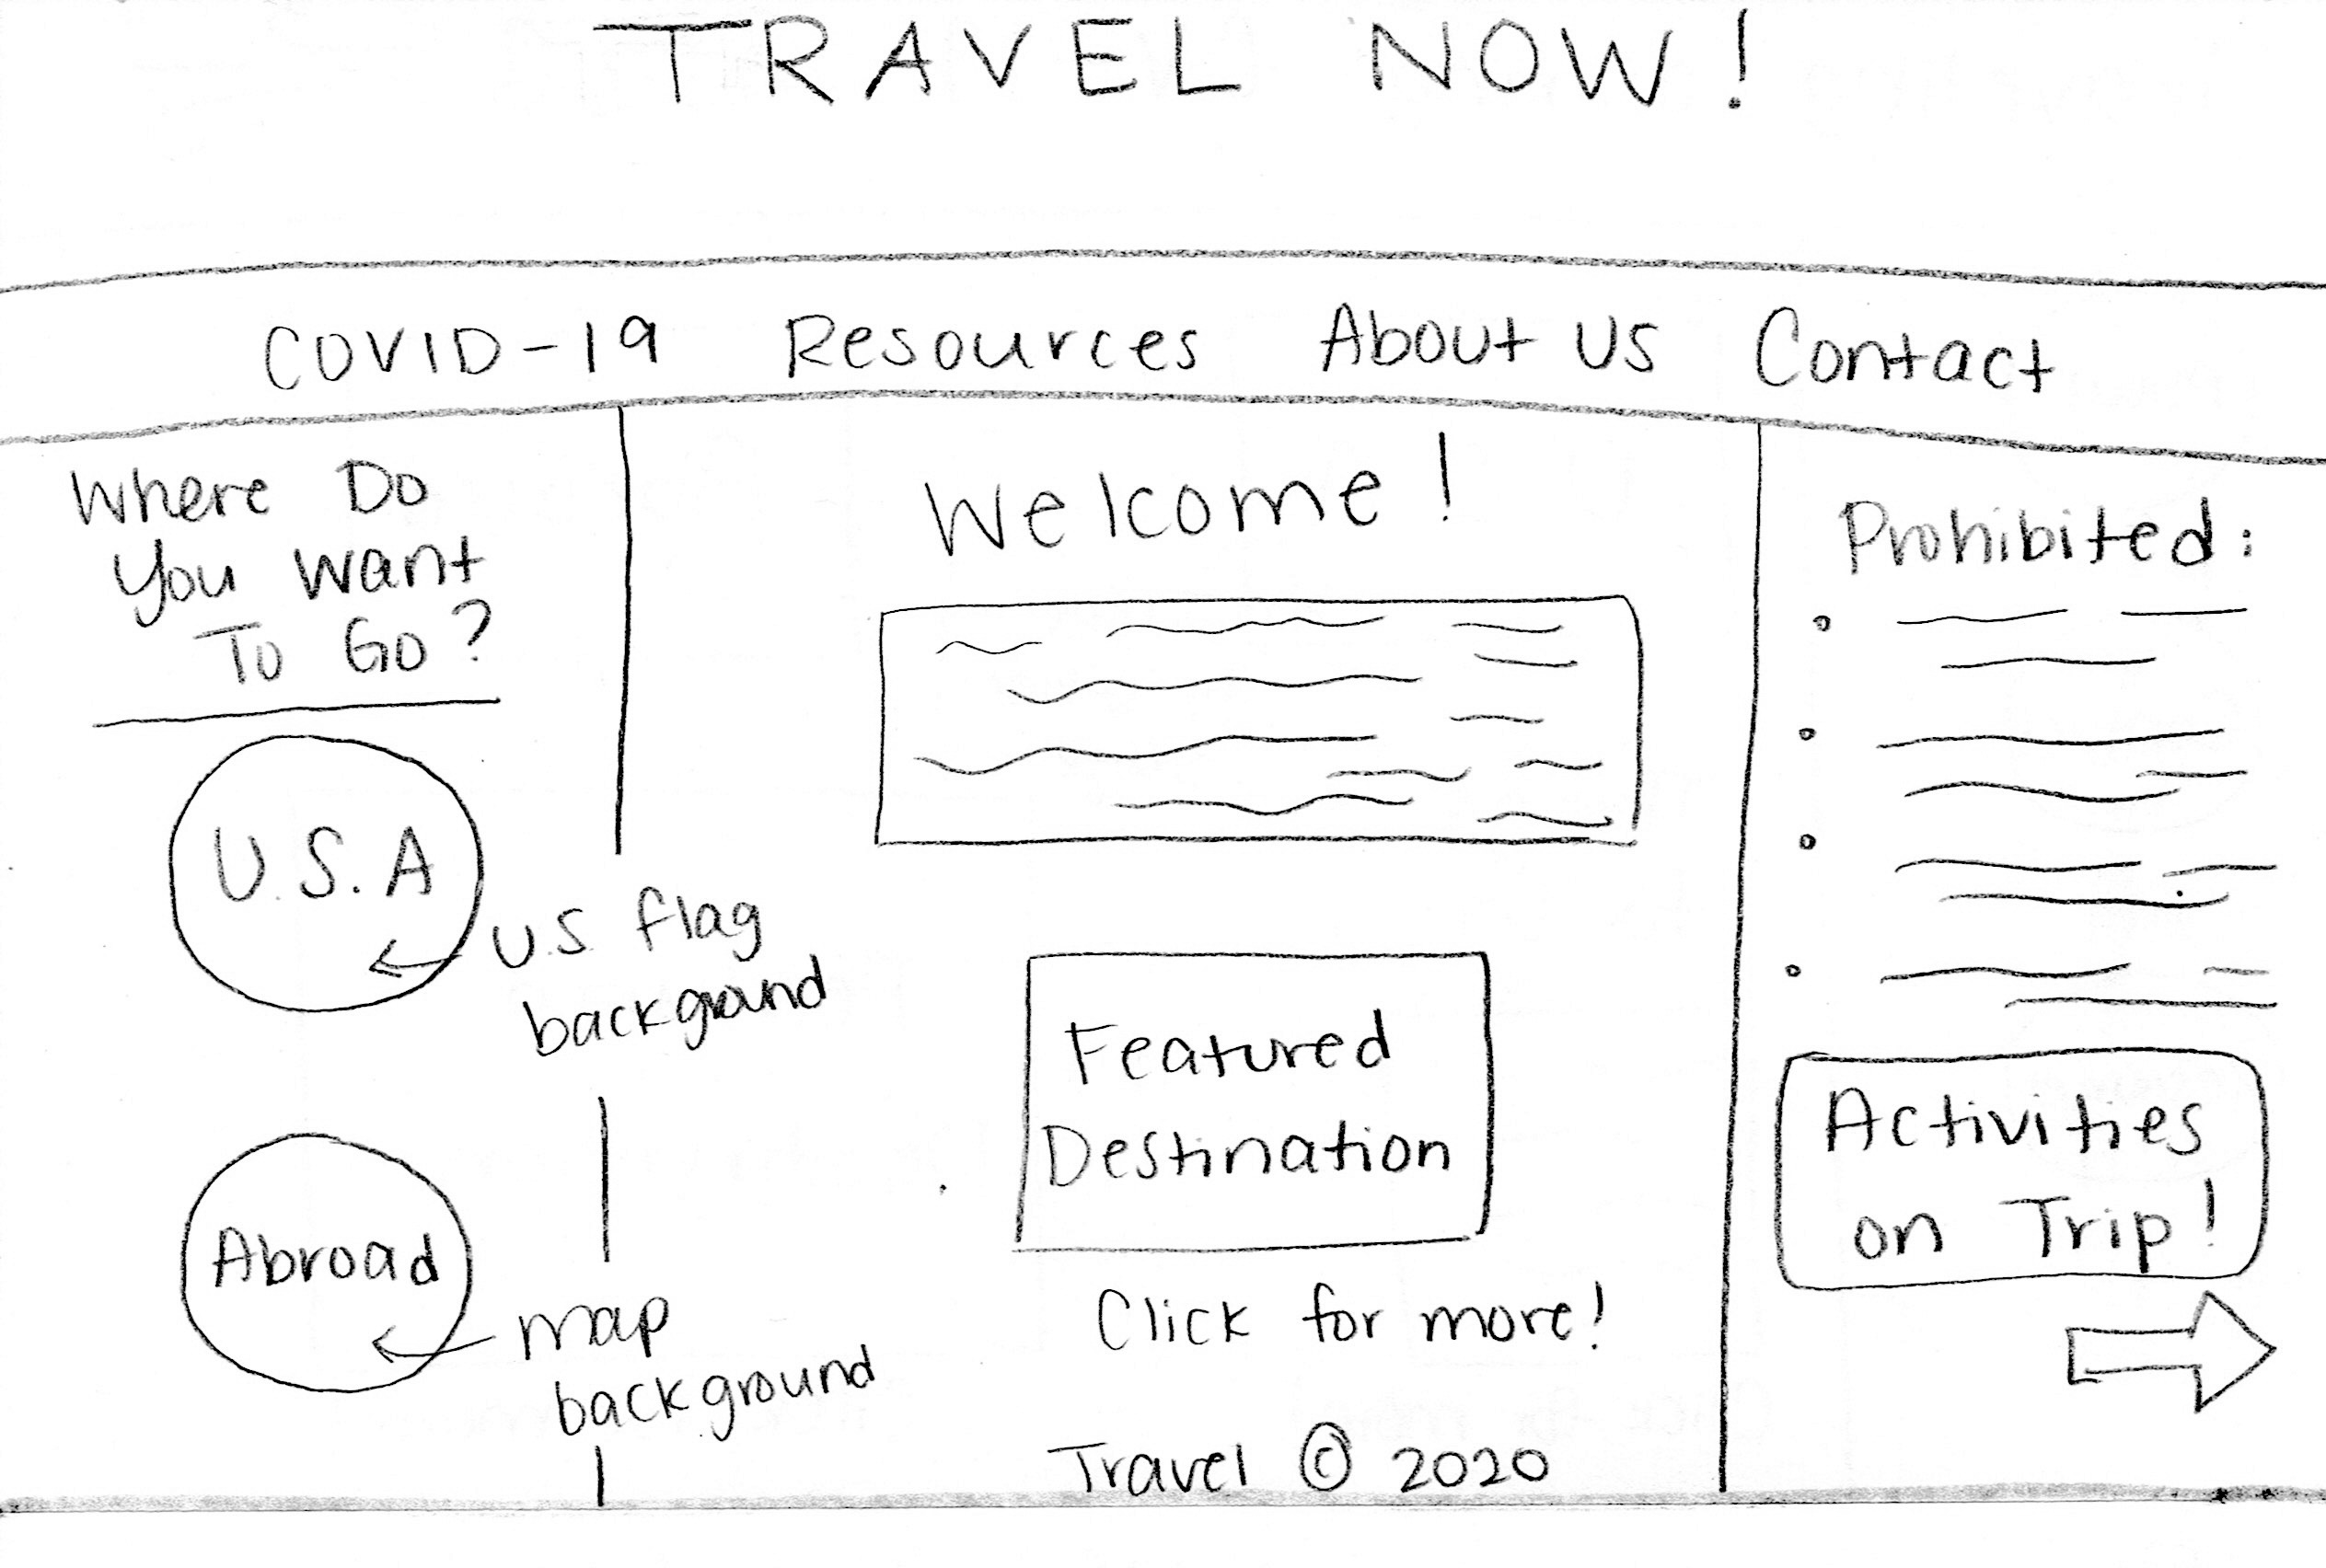 TRAVEL NOW!
COVID-19 Resources About Us Contact
Where Do
You Want
To Go?
U.S.A
U.S. flag
background
Abroad
map
background
Welcome!
Featured
Destination
Click for more!
Travel © 2020
Prohibited:
Activities
on Trip!